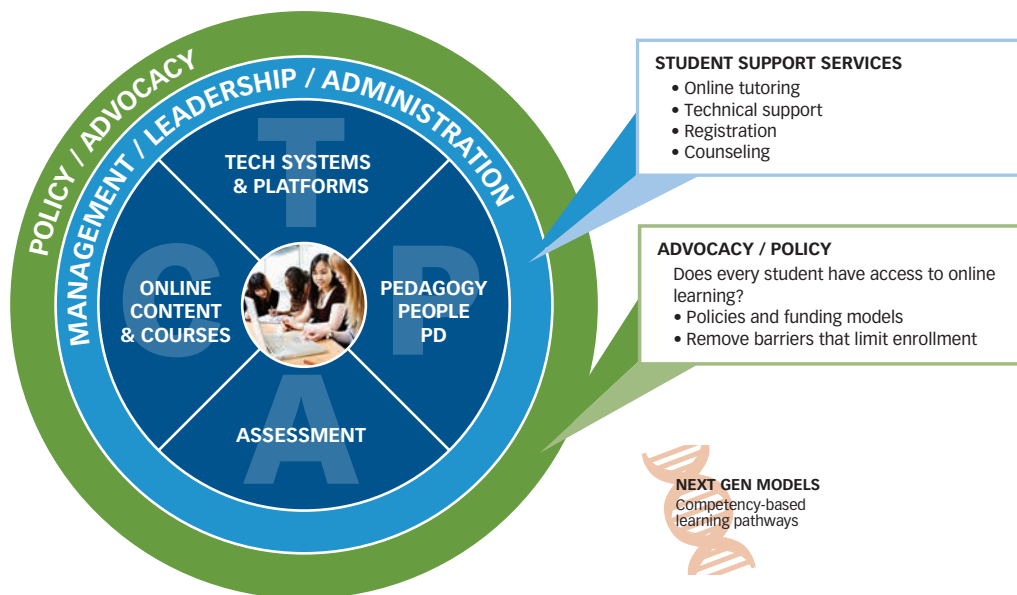 POLICY / ADVOCACY
MANAGEMENT / LEADERSHIP / ADMINISTRATION
T
TECH SYSTEMS
& PLATFORMS
C
ONLINE
CONTENT
& COURSES
P
PEDAGOGY
PEOPLE
PD
A
ASSESSMENT
STUDENT SUPPORT SERVICES
• Online tutoring
• Technical support
• Registration
• Counseling
ADVOCACY / POLICY
Does every student have access to online
learning?
• Policies and funding models
• Remove barriers that limit enrollment
NEXT GEN MODELS
Competency-based
learning pathways